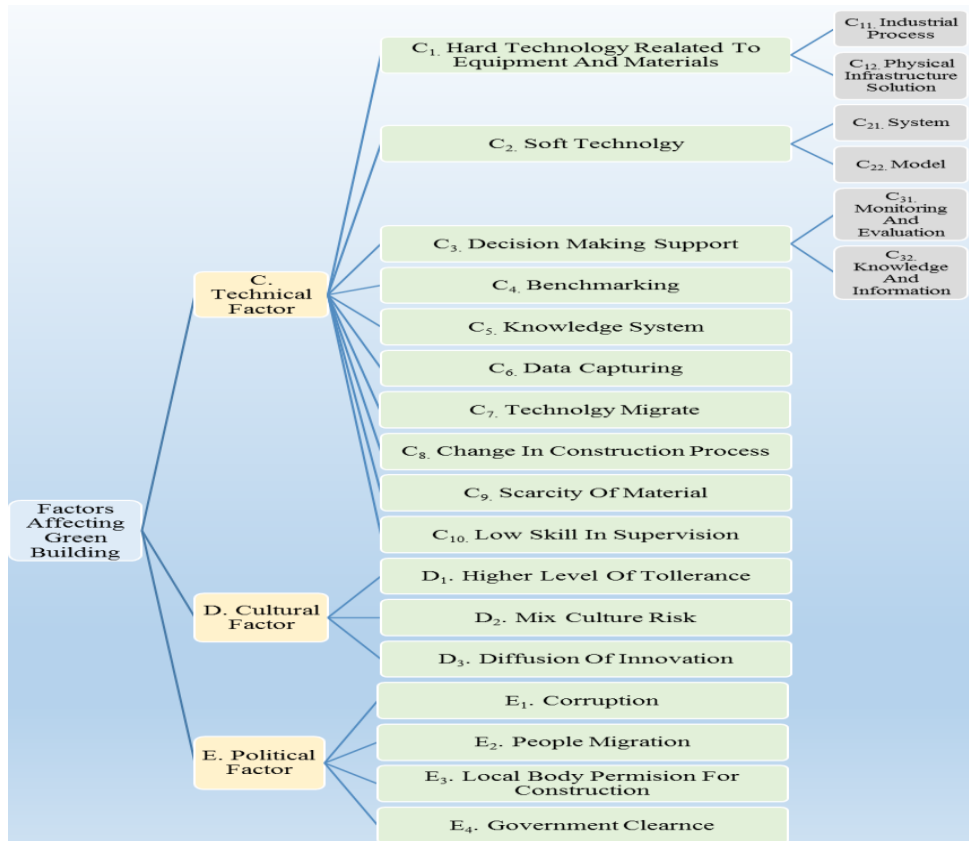 Factors
Affecting
Green
Building
C.
Technical
Factor
C₁. Hard Technology Realated To
Equipment And Materials
C₁₁. Industrial
Process
C₁₂. Physical
Infrastructure
Solution
C₂. Soft Technolgy
C₂₁. System
C₂₂. Model
C₃. Decision Making Support
C₃₁.
Monitoring
And
Evaluation
C₃₂.
Knowledge
And
Information
C₄. Benchmarking
C₅. Knowledge System
C₆. Data Capturing
C₇. Technolgy Migrate
C₈. Change In Construction Process
C₉. Scarcity Of Material
C₁₀. Low Skill In Supervision
D. Cultural
Factor
D₁. Higher Level Of Tollerance
D₂. Mix Culture Risk
D₃. Diffusion Of Innovation
E. Political
Factor
E₁. Corruption
E₂. People Migration
E₃. Local Body Permision For
Construction
E₄. Government Clearnce